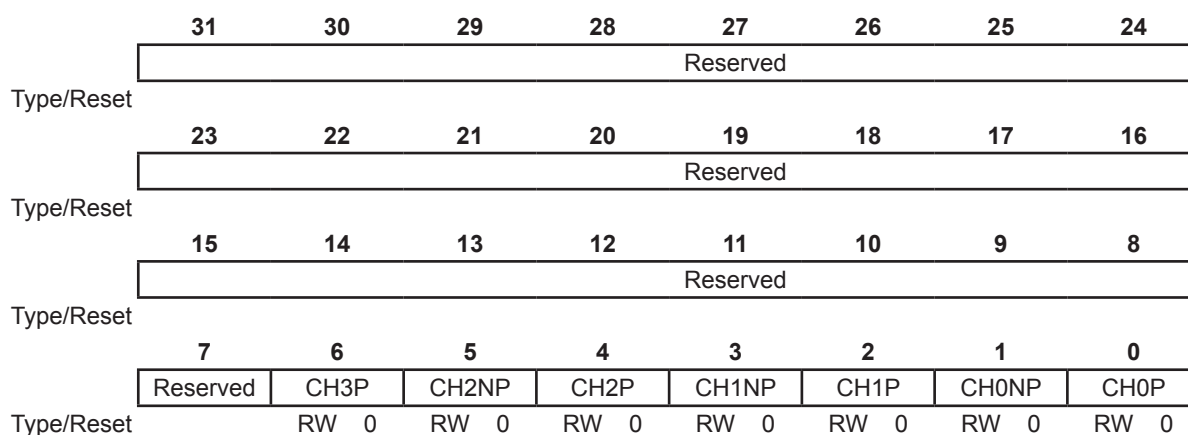 31 30 29 28 27 26 25 24
Reserved
Type/Reset
23 22 21 20 19 18 17 16
Reserved
Type/Reset
15 14 13 12 11 10 9 8
Reserved
Type/Reset
7 6 5 4 3 2 1 0
Reserved CH3P CH2NP CH2P CH1NP CH1P CH0NP CH0P
Type/Reset RW 0 RW 0 RW 0 RW 0 RW 0 RW 0 RW 0